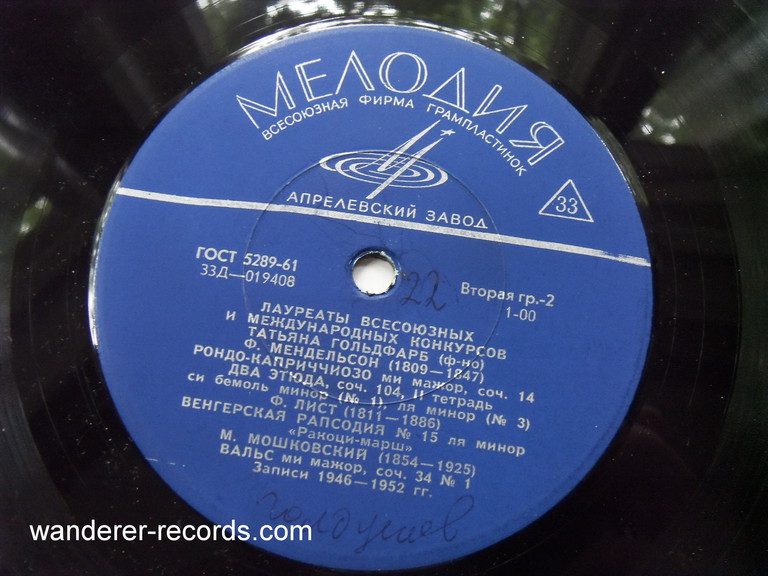 МЕЛОДИЯ
ВСЕСОЮЗНАЯ ФИРМА ГРАМПЛАСТИНОК
АПРЕЛЕВСКИЙ ЗАВОД
33
ГОСТ 5289-61
33Д—019408
22
Вторая гр.-2
1-00
ЛАУРЕАТЫ ВСЕСОЮЗНЫХ
И МЕЖДУНАРОДНЫХ КОНКУРСОВ
ТАТЬЯНА ГОЛЬДФАРБ (ф-но)
Ф. МЕНДЕЛЬСОН (1809—1847)
РОНДО-КАПРИЧЧИОЗО ми мажор, соч. 14
ДВА ЭТЮДА, соч. 104, II тетрадь
си бемоль минор (№ 1), ля минор (№ 3)
Ф. ЛИСТ (1811—1886)
ВЕНГЕРСКАЯ РАПСОДИЯ № 15 ля минор
«Ракоци-марш»
М. МОШКОВСКИЙ (1854—1925)
ВАЛЬС ми мажор, соч. 34 № 1
Записи 1946—1952 гг.
wanderer-records.com